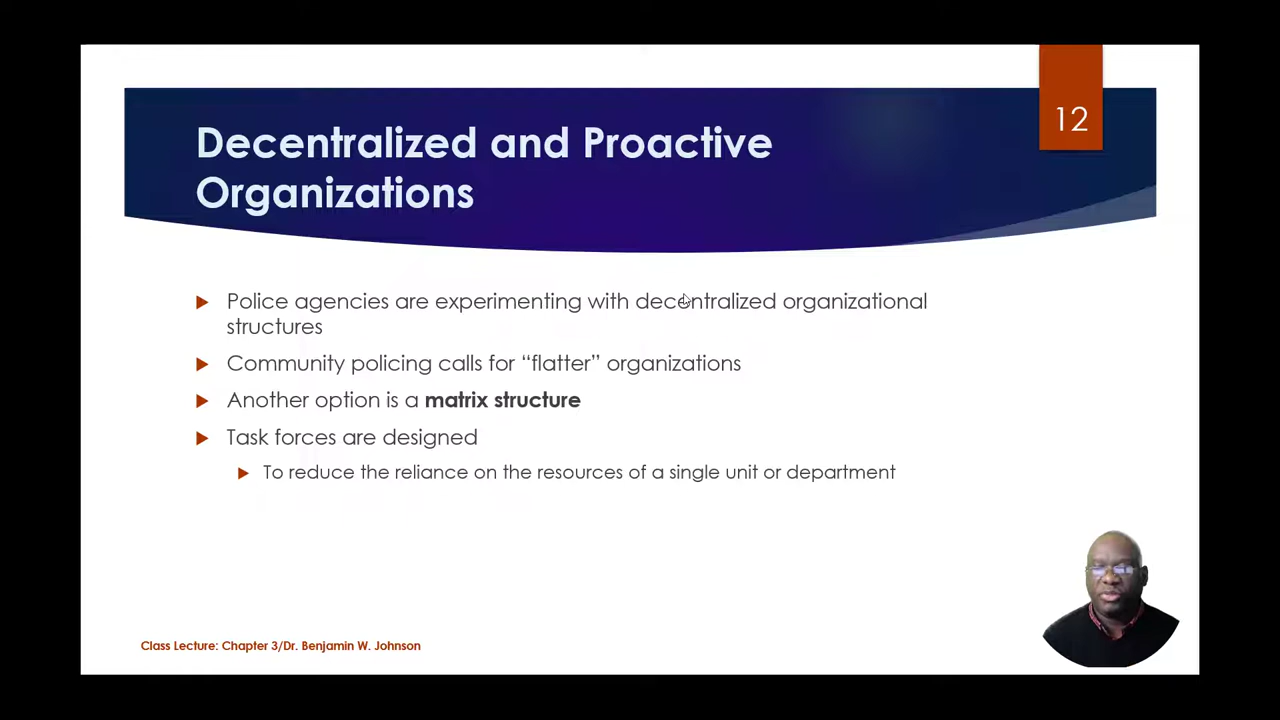 12
Decentralized and Proactive
Organizations
Police agencies are experimenting with decentralized organizational
structures
Community policing calls for “flatter” organizations
Another option is a matrix structure
Task forces are designed
To reduce the reliance on the resources of a single unit or department
Class Lecture: Chapter 3/Dr. Benjamin W. Johnson